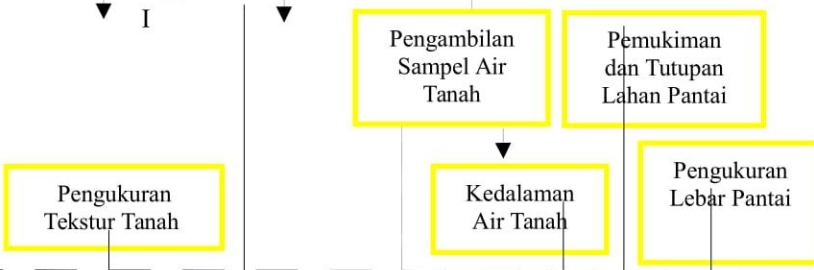 I
Pengambilan
Sampel Air
Tanah
Pemukiman
dan Tutupan
Lahan Pantai
Pengukuran
Tekstur Tanah
Kedalaman
Air Tanah
Pengukuran
Lebar Pantai